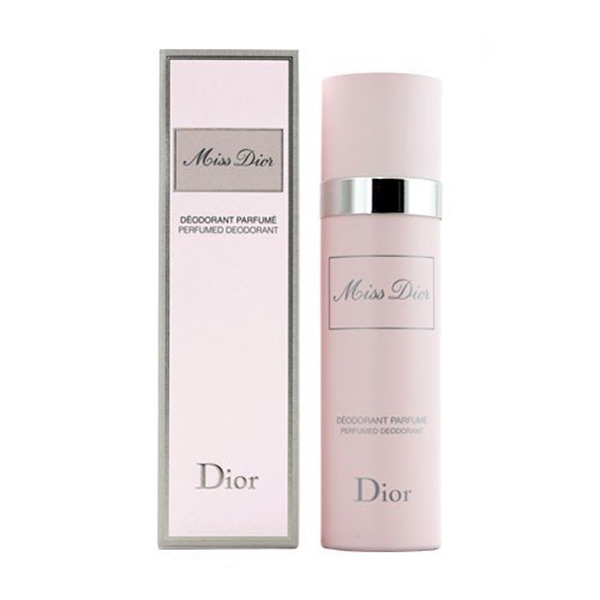 Miss Dior
DÉODORANT PARFUMÉ
PERFUMED DEODORANT
Dior
Miss Dior
DÉODORANT PARFUMÉ
PERFUMED DEODORANT
Dior